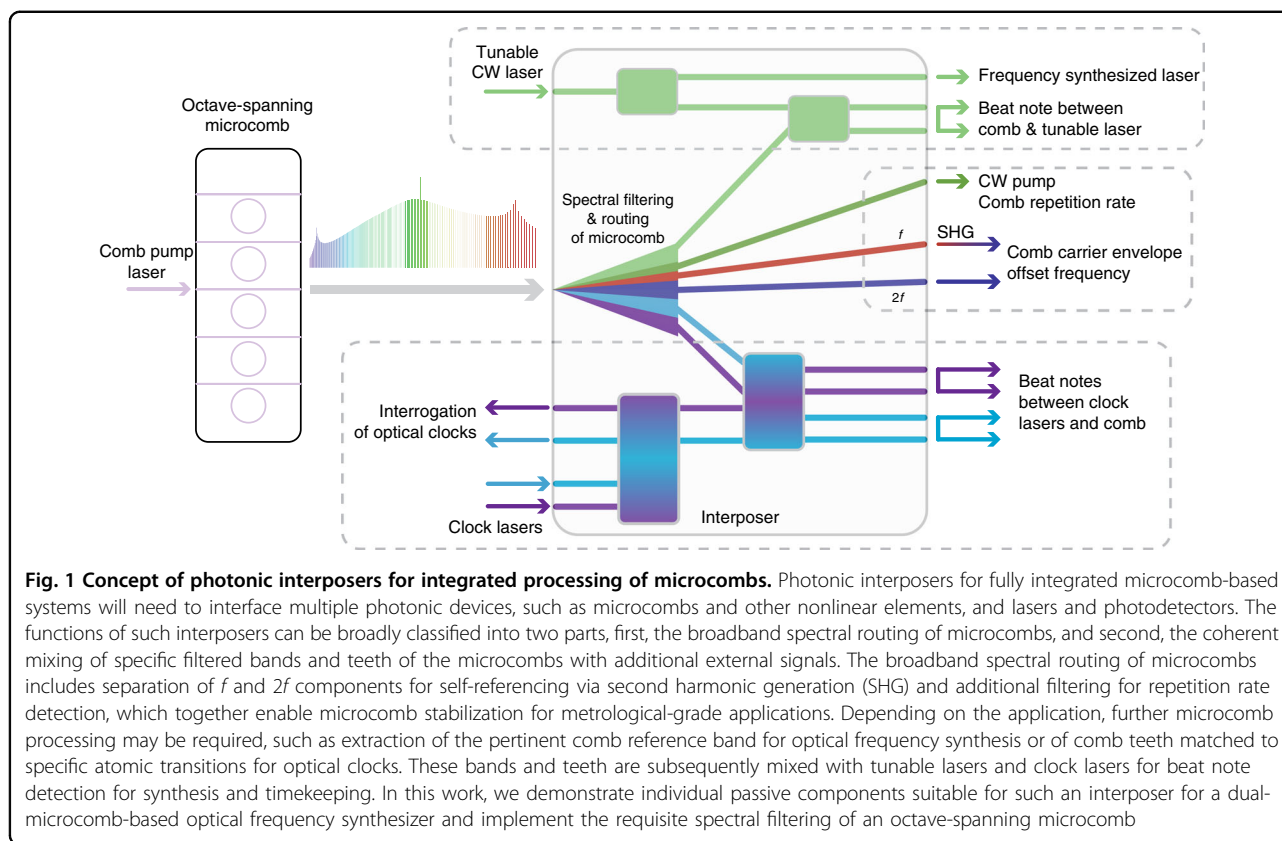 Tunable
CW laser
Frequency synthesized laser
Octave-spanning
microcomb
Beat note between
comb & tunable laser
Spectral filtering
& routing
of microcomb
CW pump
Comb repetition rate
f
SHG
Comb pump
laser
Comb carrier envelope
offset frequency
2f
Interrogation
of optical clocks
Beat notes
between clock
lasers and comb
Clock lasers
Interposer
Fig. 1 Concept of photonic interposers for integrated processing of microcombs. Photonic interposers for fully integrated microcomb-based
systems will need to interface multiple photonic devices, such as microcombs and other nonlinear elements, and lasers and photodetectors. The
functions of such interposers can be broadly classified into two parts, first, the broadband spectral routing of microcombs, and second, the coherent
mixing of specific filtered bands and teeth of the microcombs with additional external signals. The broadband spectral routing of microcombs
includes separation of f and 2f components for self-referencing via second harmonic generation (SHG) and additional filtering for repetition rate
detection, which together enable microcomb stabilization for metrological-grade applications. Depending on the application, further microcomb
processing may be required, such as extraction of the pertinent comb reference band for optical frequency synthesis or of comb teeth matched to
specific atomic transitions for optical clocks. These bands and teeth are subsequently mixed with tunable lasers and clock lasers for beat note
detection for synthesis and timekeeping. In this work, we demonstrate individual passive components suitable for such an interposer for a dual-
microcomb-based optical frequency synthesizer and implement the requisite spectral filtering of an octave-spanning microcomb